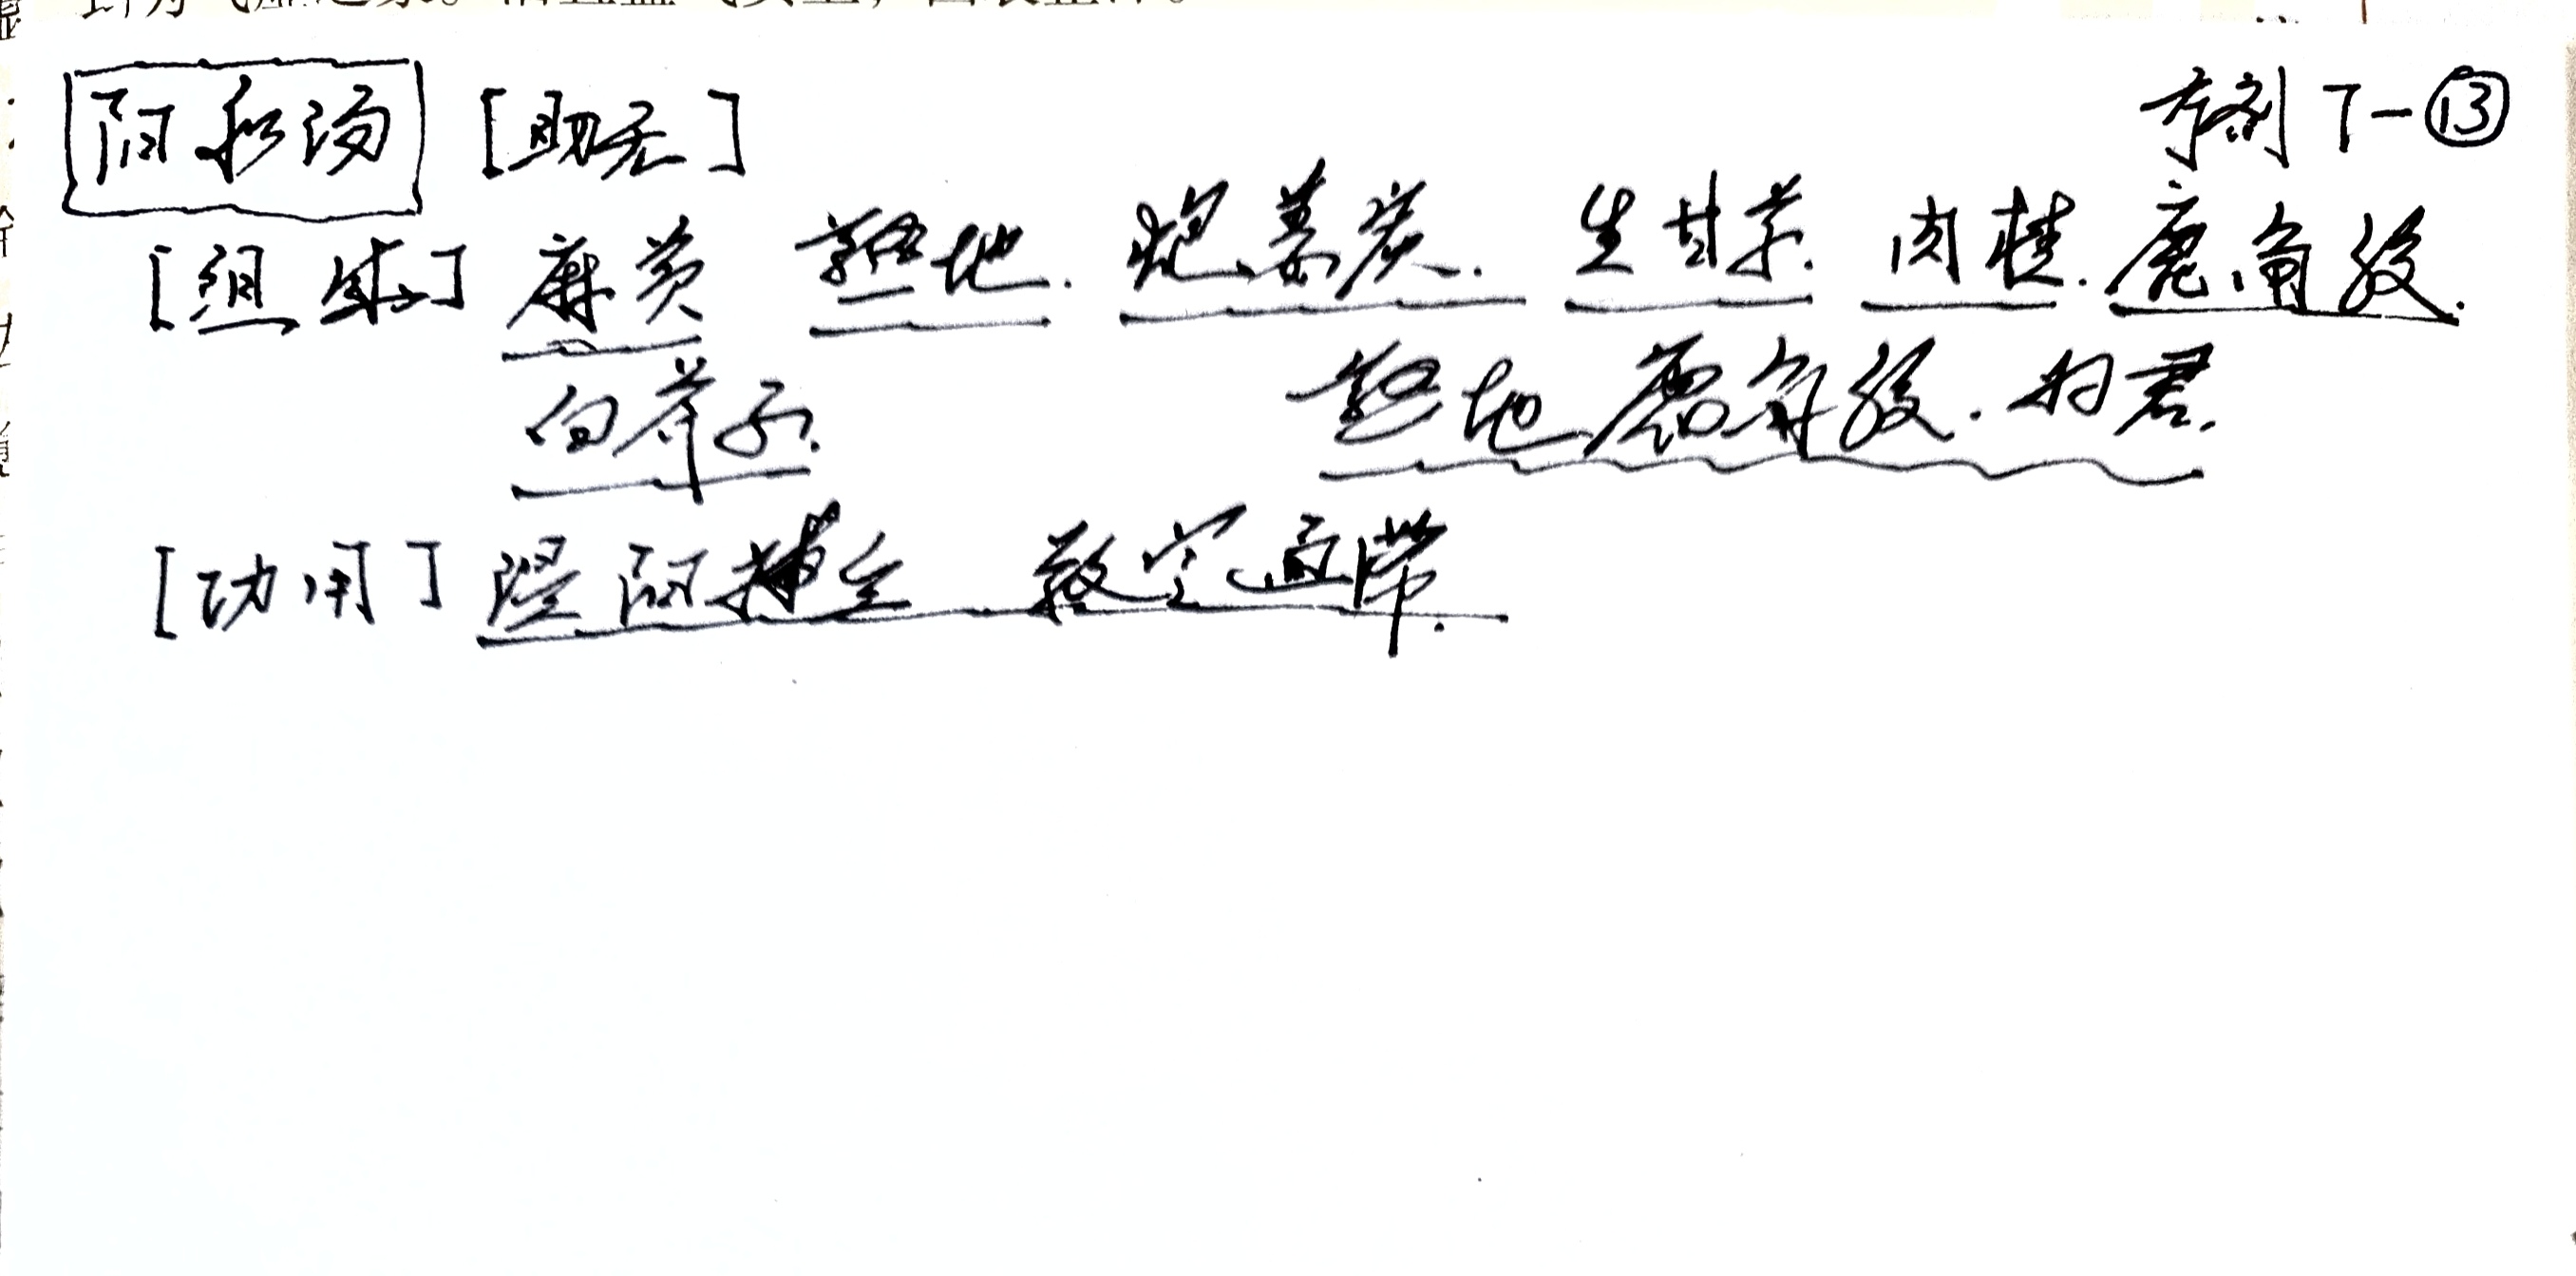 阳和汤 [助无] 方剂 7-⑬
[组成] 麻黄 熟地. 炮姜炭. 生甘草. 肉桂. 鹿角胶.
白芥子. 熟地鹿角胶. 为君.
[功用] 温阳补血 散寒通滞.